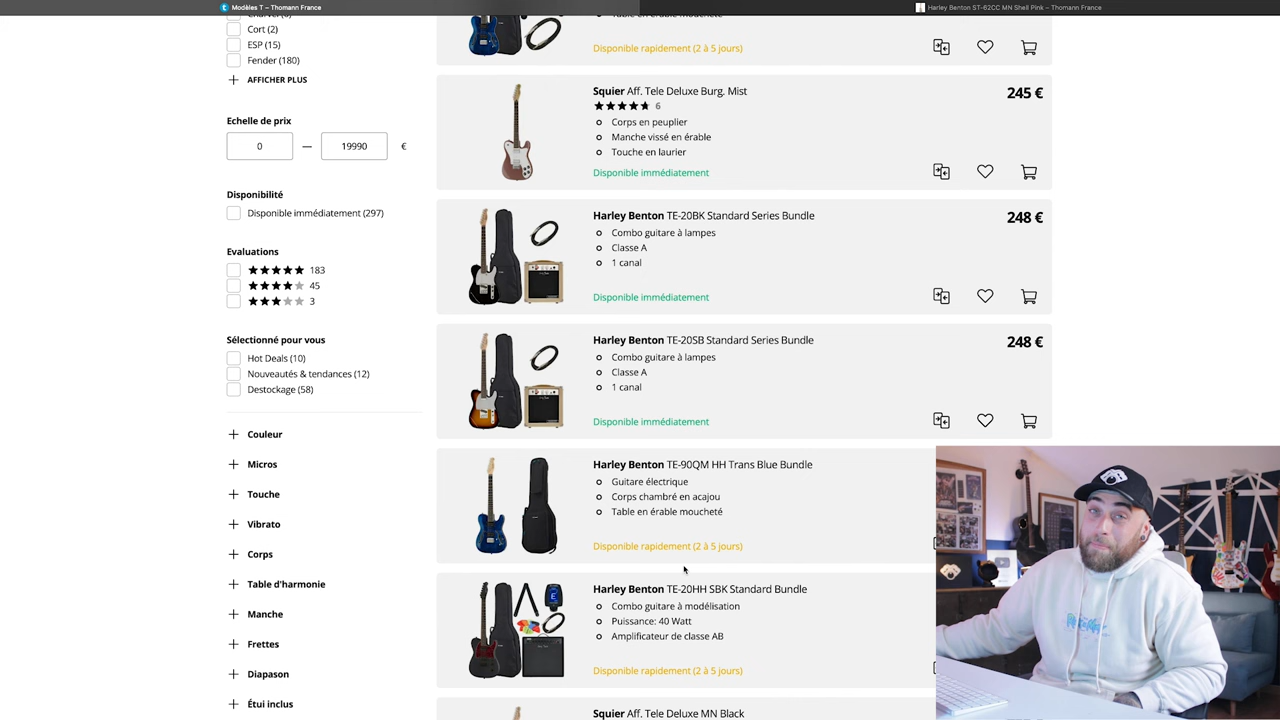 Modèles T – Thomann France
Harley Benton ST-62CC MN Shell Pink – Thomann France
Cort (2)
ESP (15)
Fender (180)
AFFICHER PLUS
Echelle de prix
0 — 19990 €
Disponibilité
Disponible immédiatement (297)
Evaluations
183
45
3
Sélectionné pour vous
Hot Deals (10)
Nouveautés & tendances (12)
Destockage (58)
Couleur
Micros
Touche
Vibrato
Corps
Table d'harmonie
Manche
Frettes
Diapason
Étui inclus
Disponible rapidement (2 à 5 jours)
Squier Aff. Tele Deluxe Burg. Mist
245 €
6
Corps en peuplier
Manche vissé en érable
Touche en laurier
Disponible immédiatement
Harley Benton TE-20BK Standard Series Bundle
248 €
Combo guitare à lampes
Classe A
1 canal
Disponible immédiatement
Harley Benton TE-20SB Standard Series Bundle
248 €
Combo guitare à lampes
Classe A
1 canal
Disponible immédiatement
Harley Benton TE-90QM HH Trans Blue Bundle
Guitare électrique
Corps chambré en acajou
Table en érable moucheté
Disponible rapidement (2 à 5 jours)
Harley Benton TE-20HH SBK Standard Bundle
Combo guitare à modélisation
Puissance: 40 Watt
Amplificateur de classe AB
Disponible rapidement (2 à 5 jours)
Squier Aff. Tele Deluxe MN Black